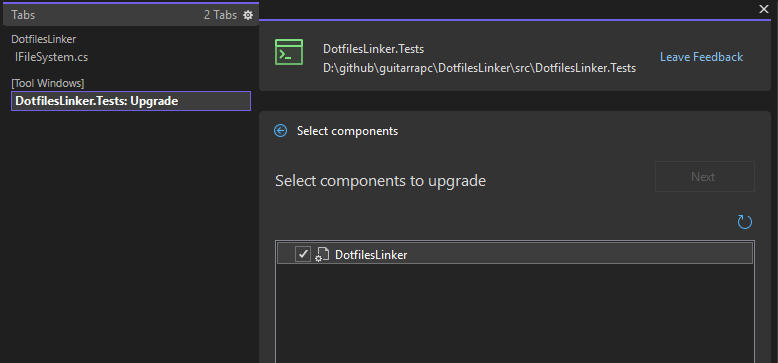 Tabs 2 Tabs
DotfilesLinker
IFileSystem.cs
[Tool Windows]
DotfilesLinker.Tests: Upgrade
DotfilesLinker.Tests
D:\github\guitarrapc\DotfilesLinker\src\DotfilesLinker.Tests
Leave Feedback
Select components
Select components to upgrade
Next
DotfilesLinker